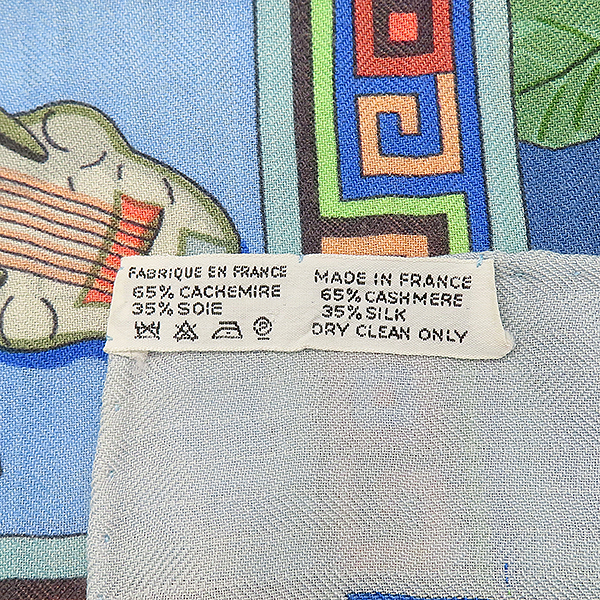 FABRIQUE EN FRANCE
65% CACHEMIRE
35% SOIE
MADE IN FRANCE
65% CASHMERE
35% SILK
DRY CLEAN ONLY